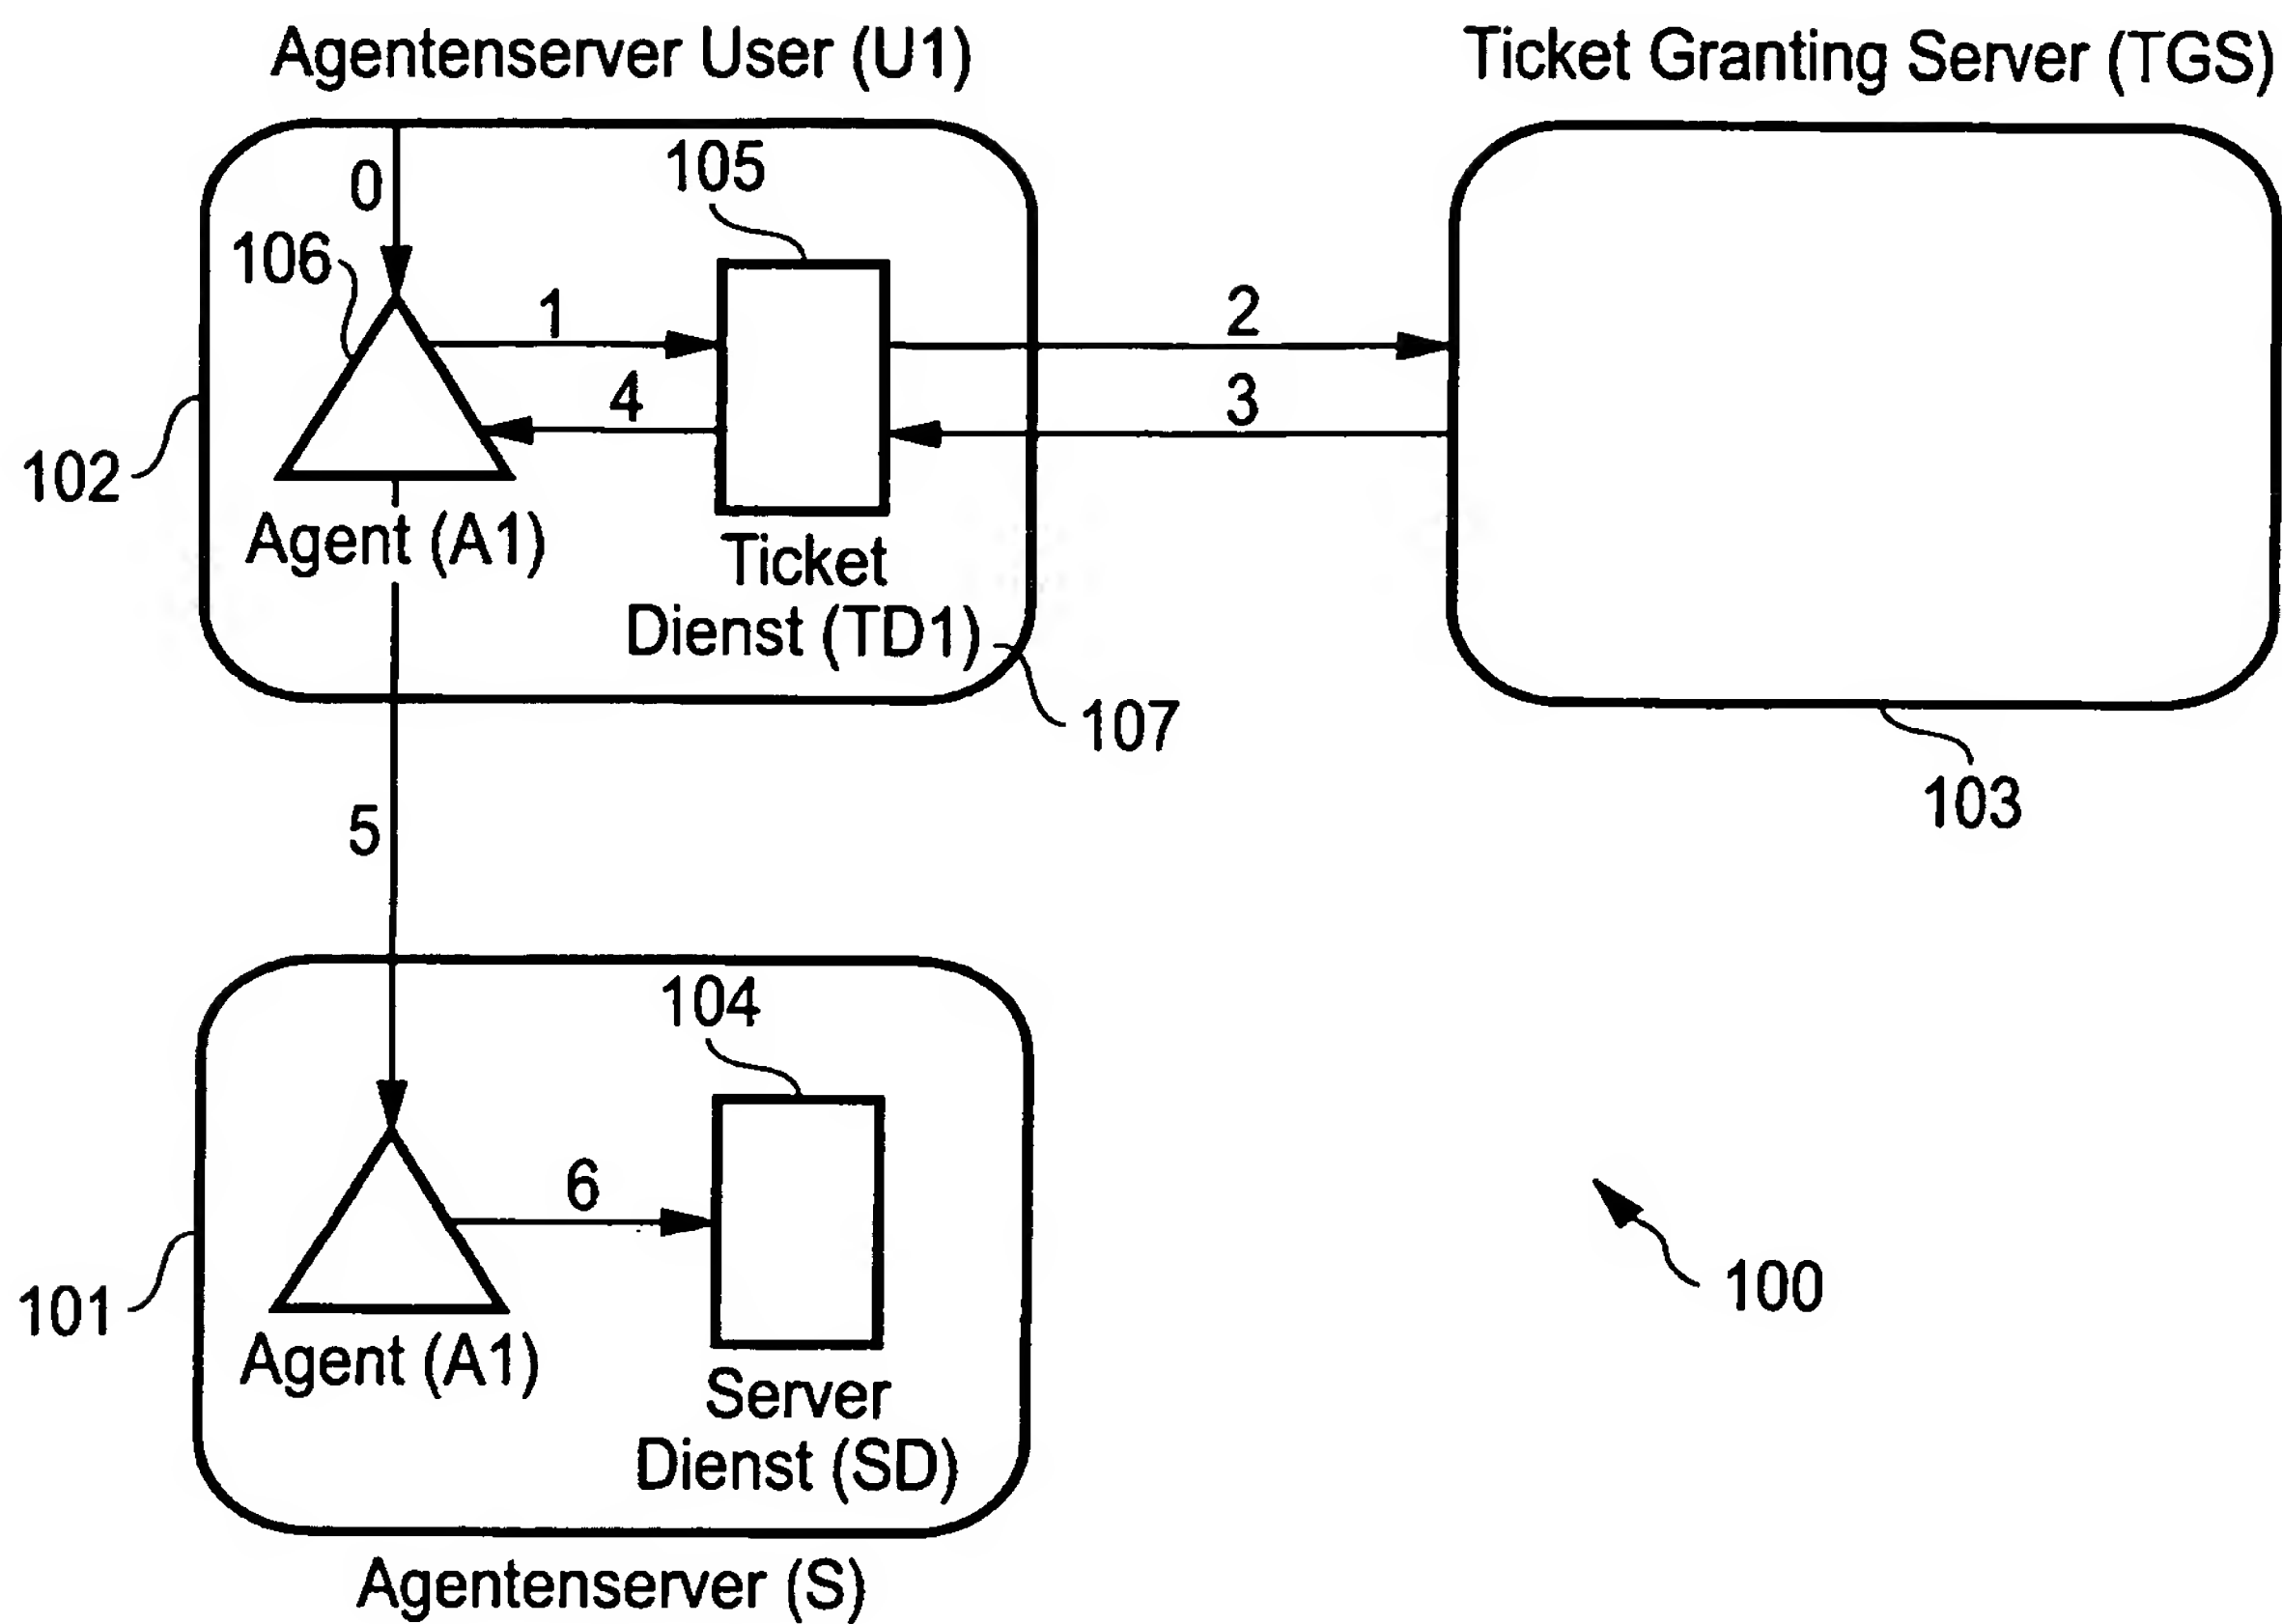 Agentenserver User (U1)
Ticket Granting Server (TGS)
0
105
106
1
2
4
3
102
Agent (A1)
Ticket
Dienst (TD1)
107
103
5
104
6
101
100
Agent (A1)
Server
Dienst (SD)
Agentenserver (S)